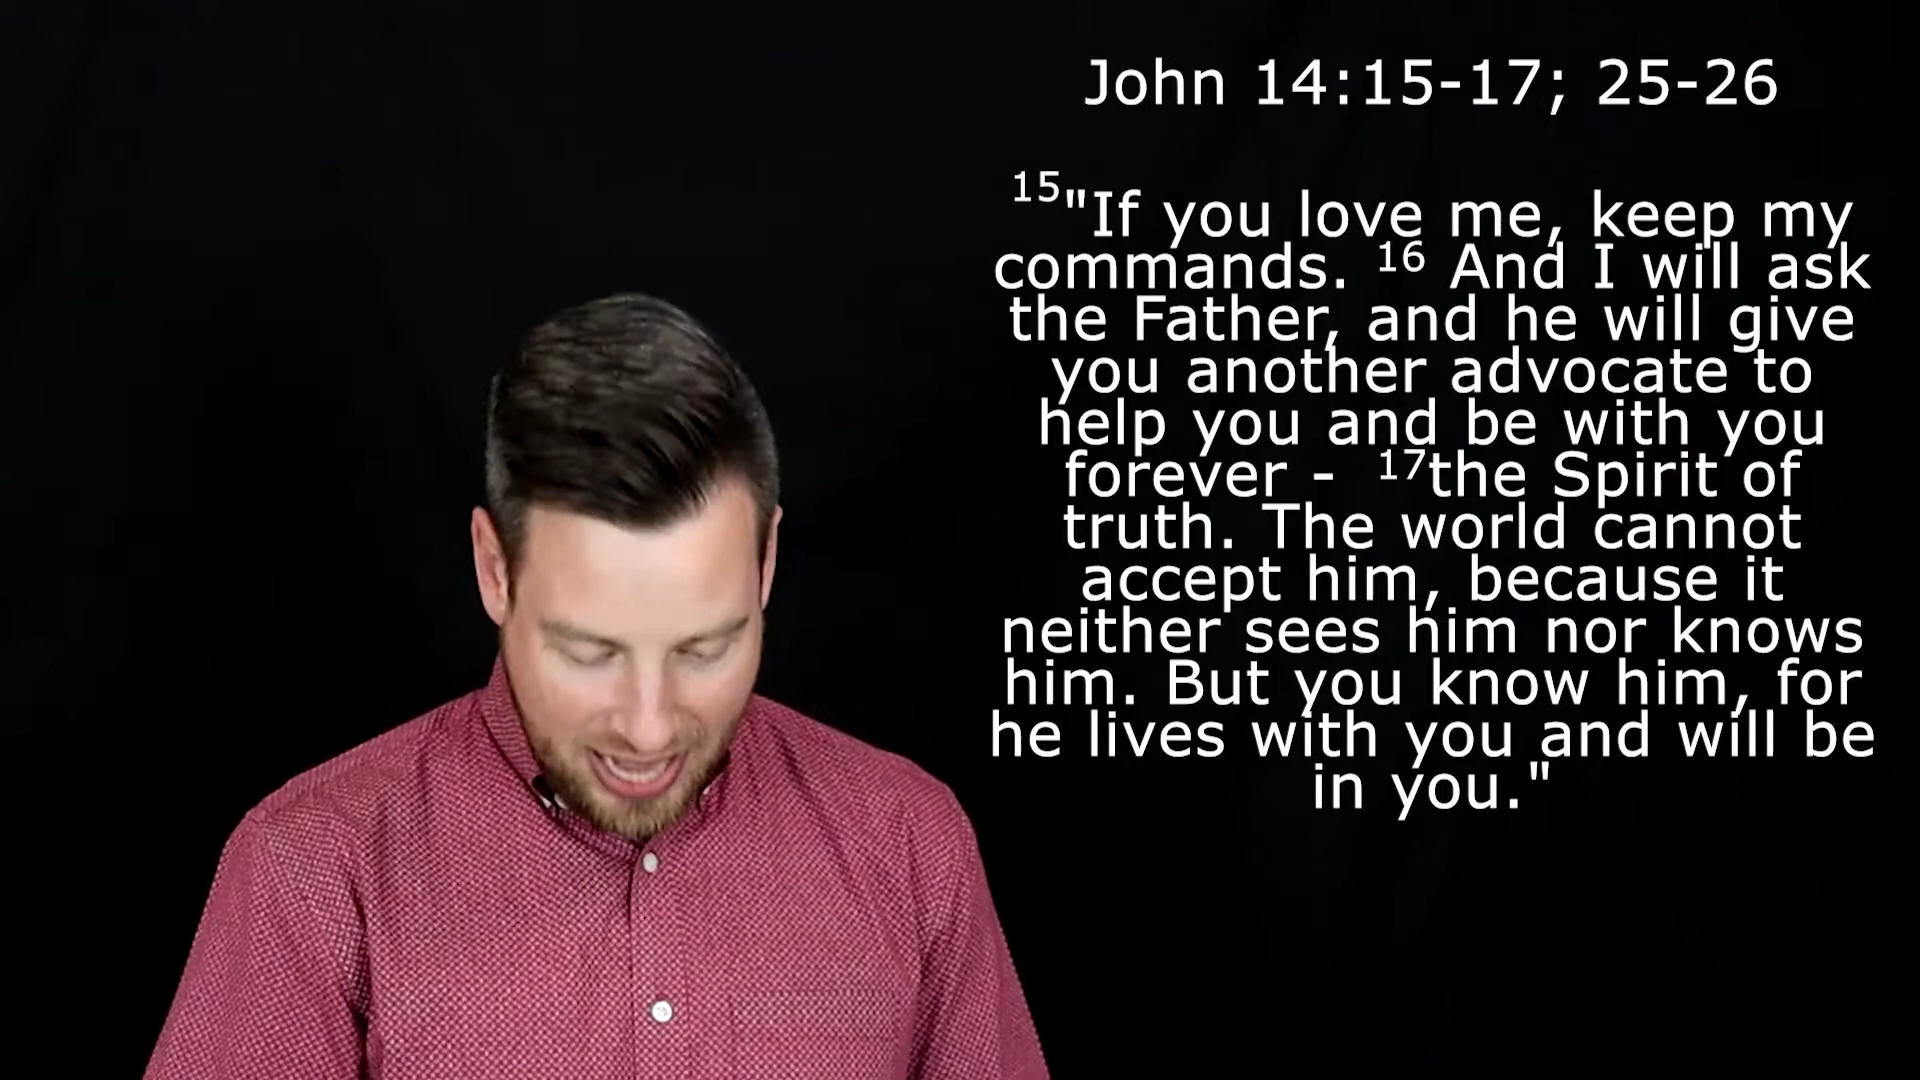 John 14:15-17; 25-26
15"If you love me, keep my
commands. 16 And I will ask
the Father, and he will give
you another advocate to
help you and be with you
forever - 17the Spirit of
truth. The world cannot
accept him, because it
neither sees him nor knows
him. But you know him, for
he lives with you and will be
in you."